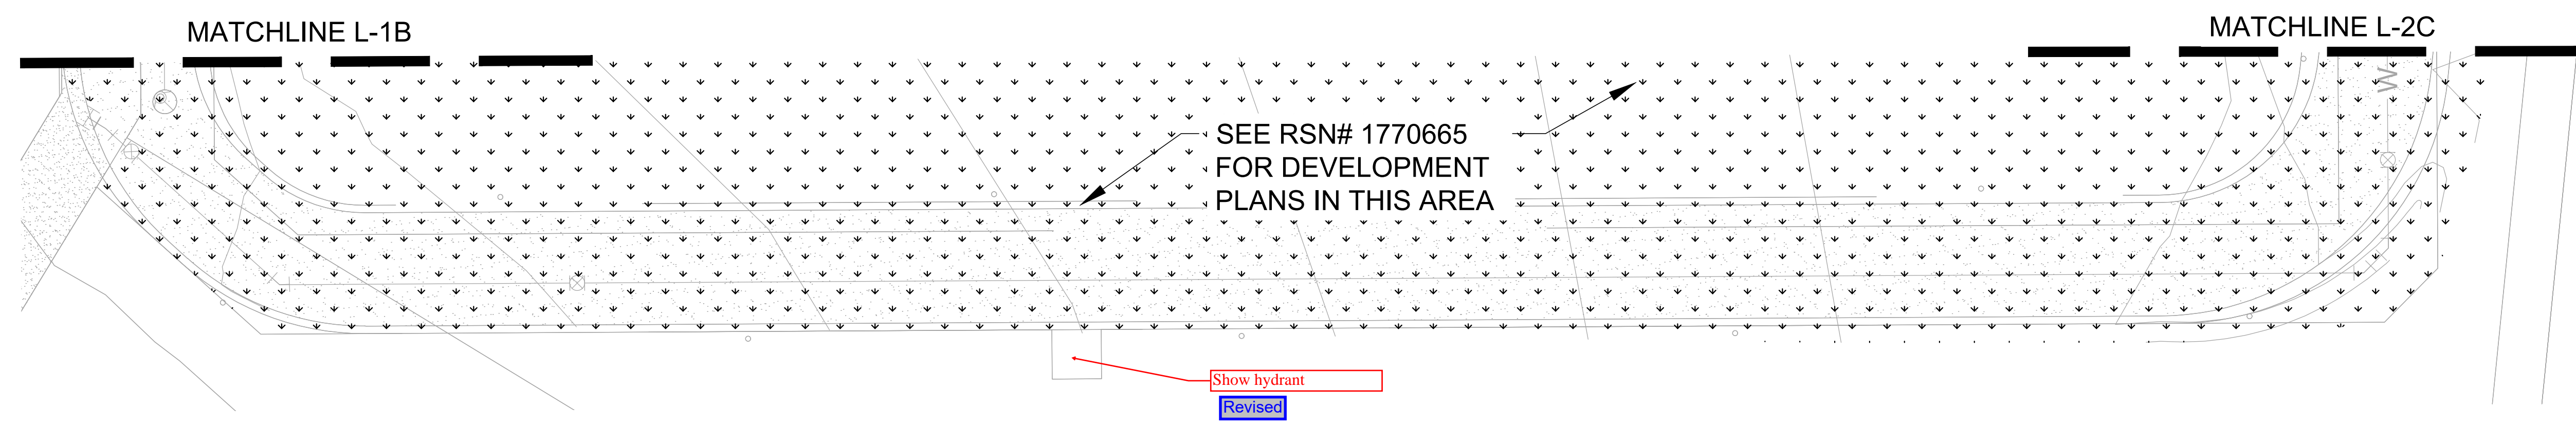 MATCHLINE L-1B
MATCHLINE L-2C
W
SEE RSN# 1770665
FOR DEVELOPMENT
PLANS IN THIS AREA
Show hydrant
Revised